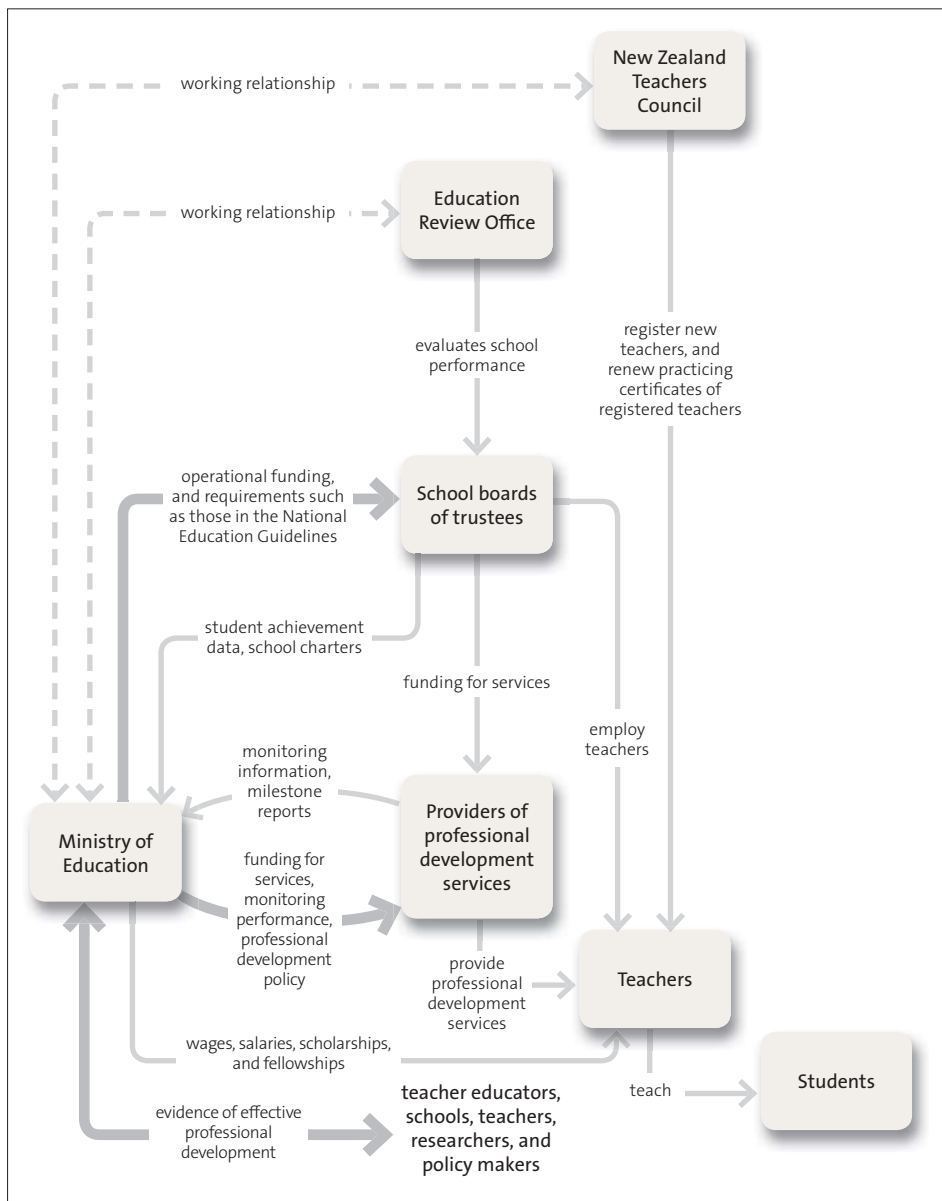 New Zealand
Teachers
Council
working relationship
Education
Review Office
working relationship
evaluates school
performance
register new
teachers, and
renew practicing
certificates of
registered teachers
operational funding,
and requirements such
as those in the National
Education Guidelines
School boards
of trustees
student achievement
data, school charters
funding for services
employ
teachers
monitoring
information,
milestone
reports
Providers of
professional
development
services
Ministry of
Education
funding for
services,
monitoring
performance,
professional
development
policy
provide
professional
development
services
Teachers
wages, salaries, scholarships,
and fellowships
teach
Students
evidence of effective
professional
development
teacher educators,
schools, teachers,
researchers, and
policy makers